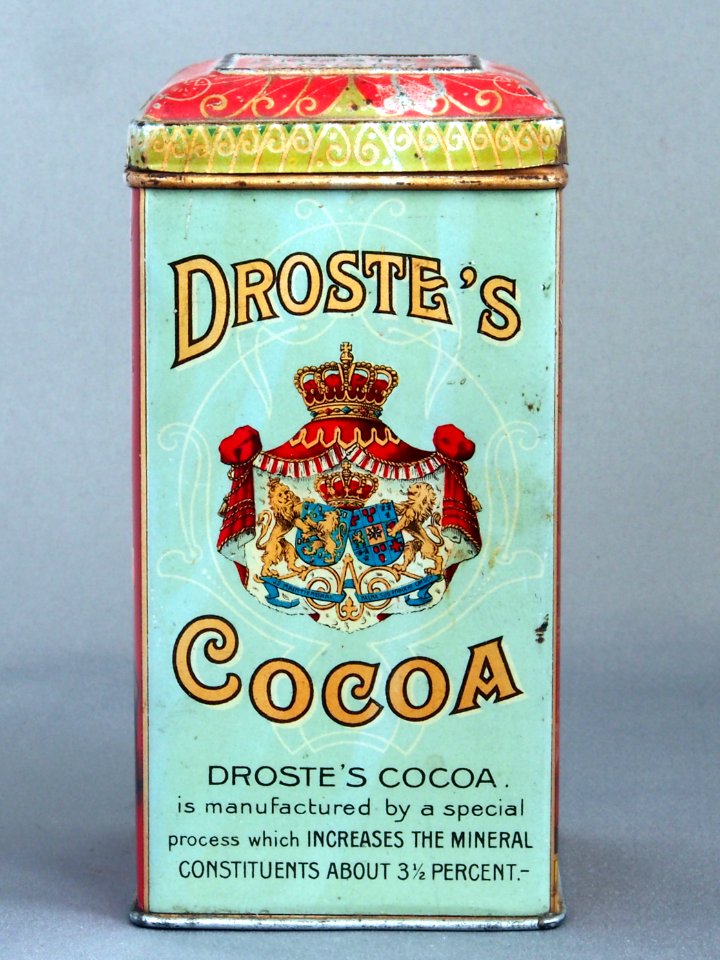 DROSTE'S
COCOA
DROSTE'S COCOA.
is manufactured by a special
process which INCREASES THE MINERAL
CONSTITUENTS ABOUT 3½ PERCENT.-